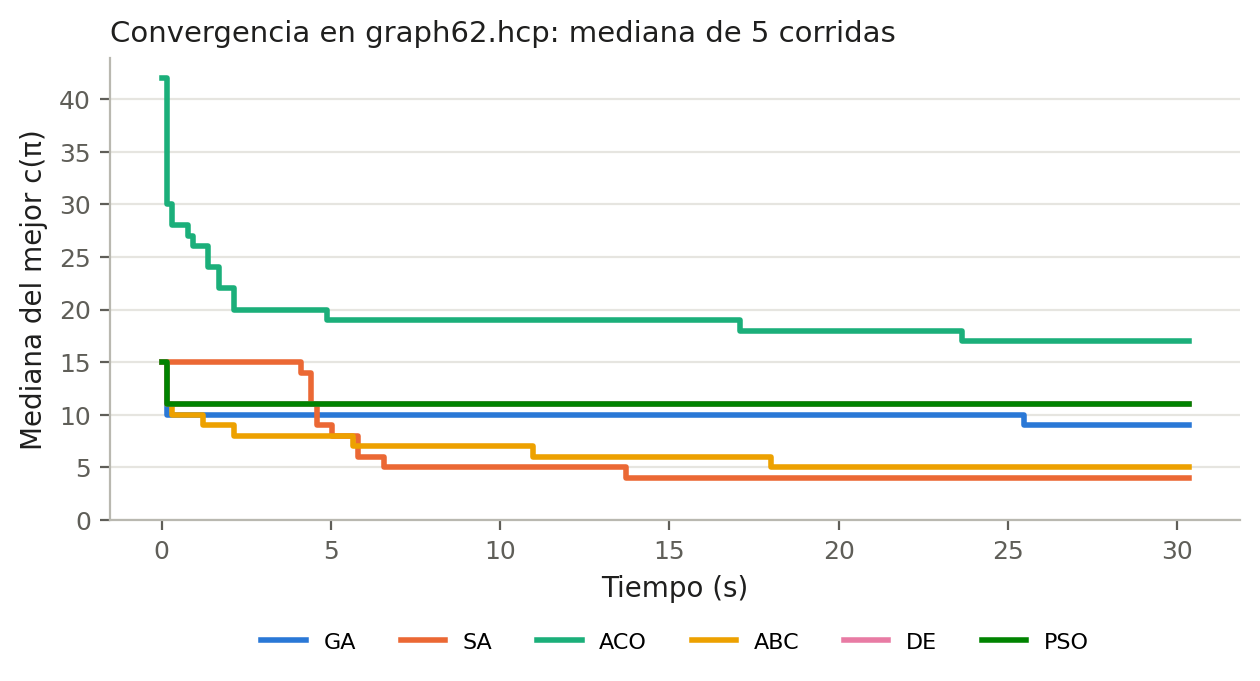 Convergencia en graph62.hcp: mediana de 5 corridas
Mediana del mejor c(π)
40
35
30
25
20
15
10
5
0
0 5 10 15 20 25 30
Tiempo (s)
GA SA ACO ABC DE PSO